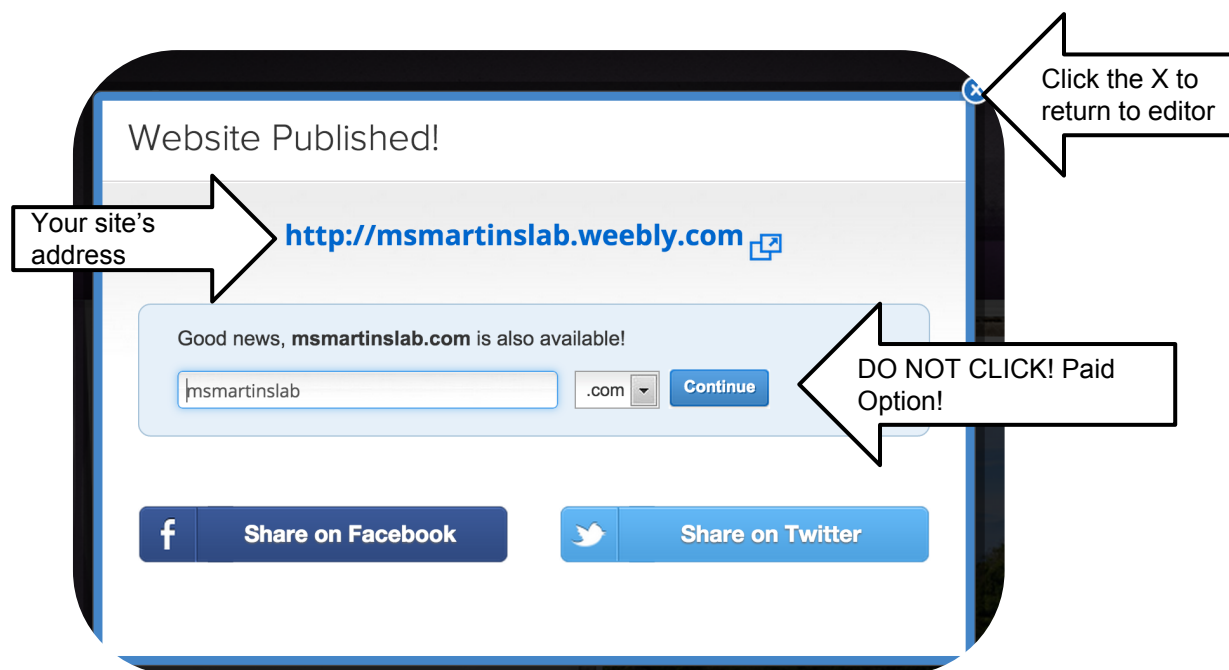 Click the X to
return to editor
Website Published!
Your site's
address
http://msmartinslab.weebly.com
Good news, msmartinslab.com is also available!
msmartinslab .com Continue
DO NOT CLICK! Paid
Option!
f Share on Facebook Share on Twitter